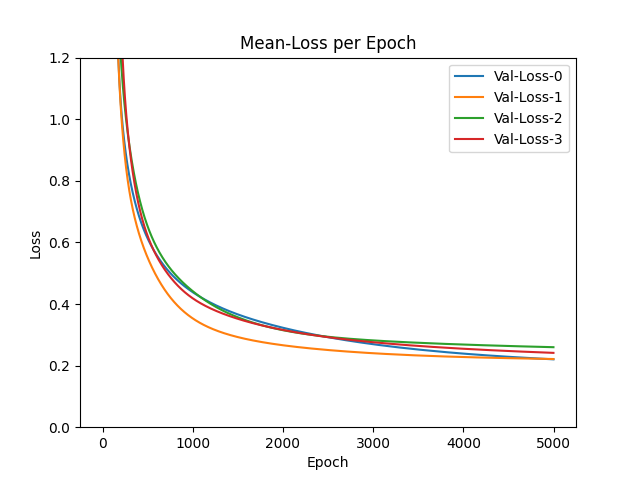 Mean-Loss per Epoch
Val-Loss-0
Val-Loss-1
Val-Loss-2
Val-Loss-3
Loss
1.2
1.0
0.8
0.6
0.4
0.2
0.0
0 1000 2000 3000 4000 5000
Epoch